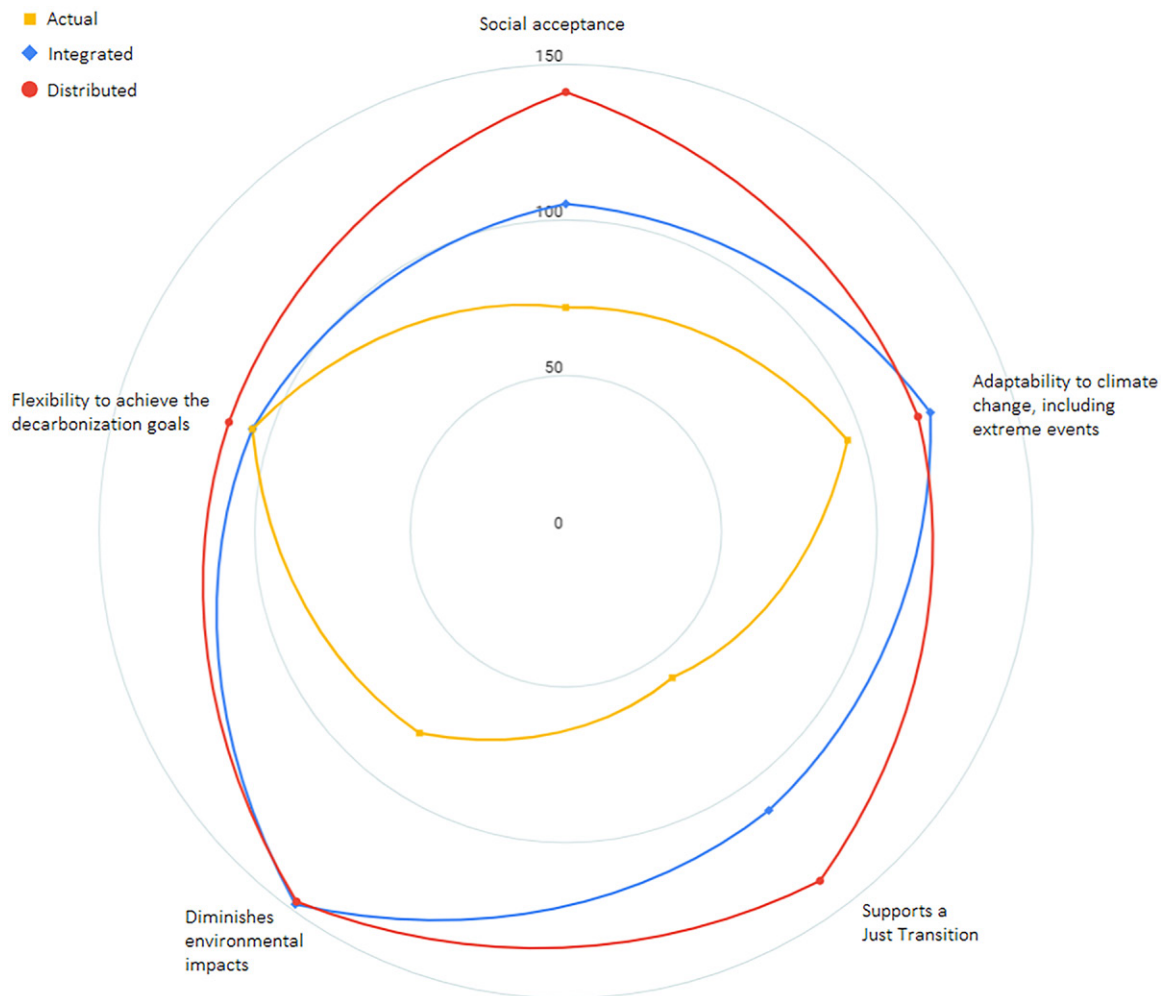 Actual
Integrated
Distributed
Social acceptance
150
100
50
0
Flexibility to achieve the
decarbonization goals
Adaptability to climate
change, including
extreme events
Diminishes
environmental
impacts
Supports a
Just Transition